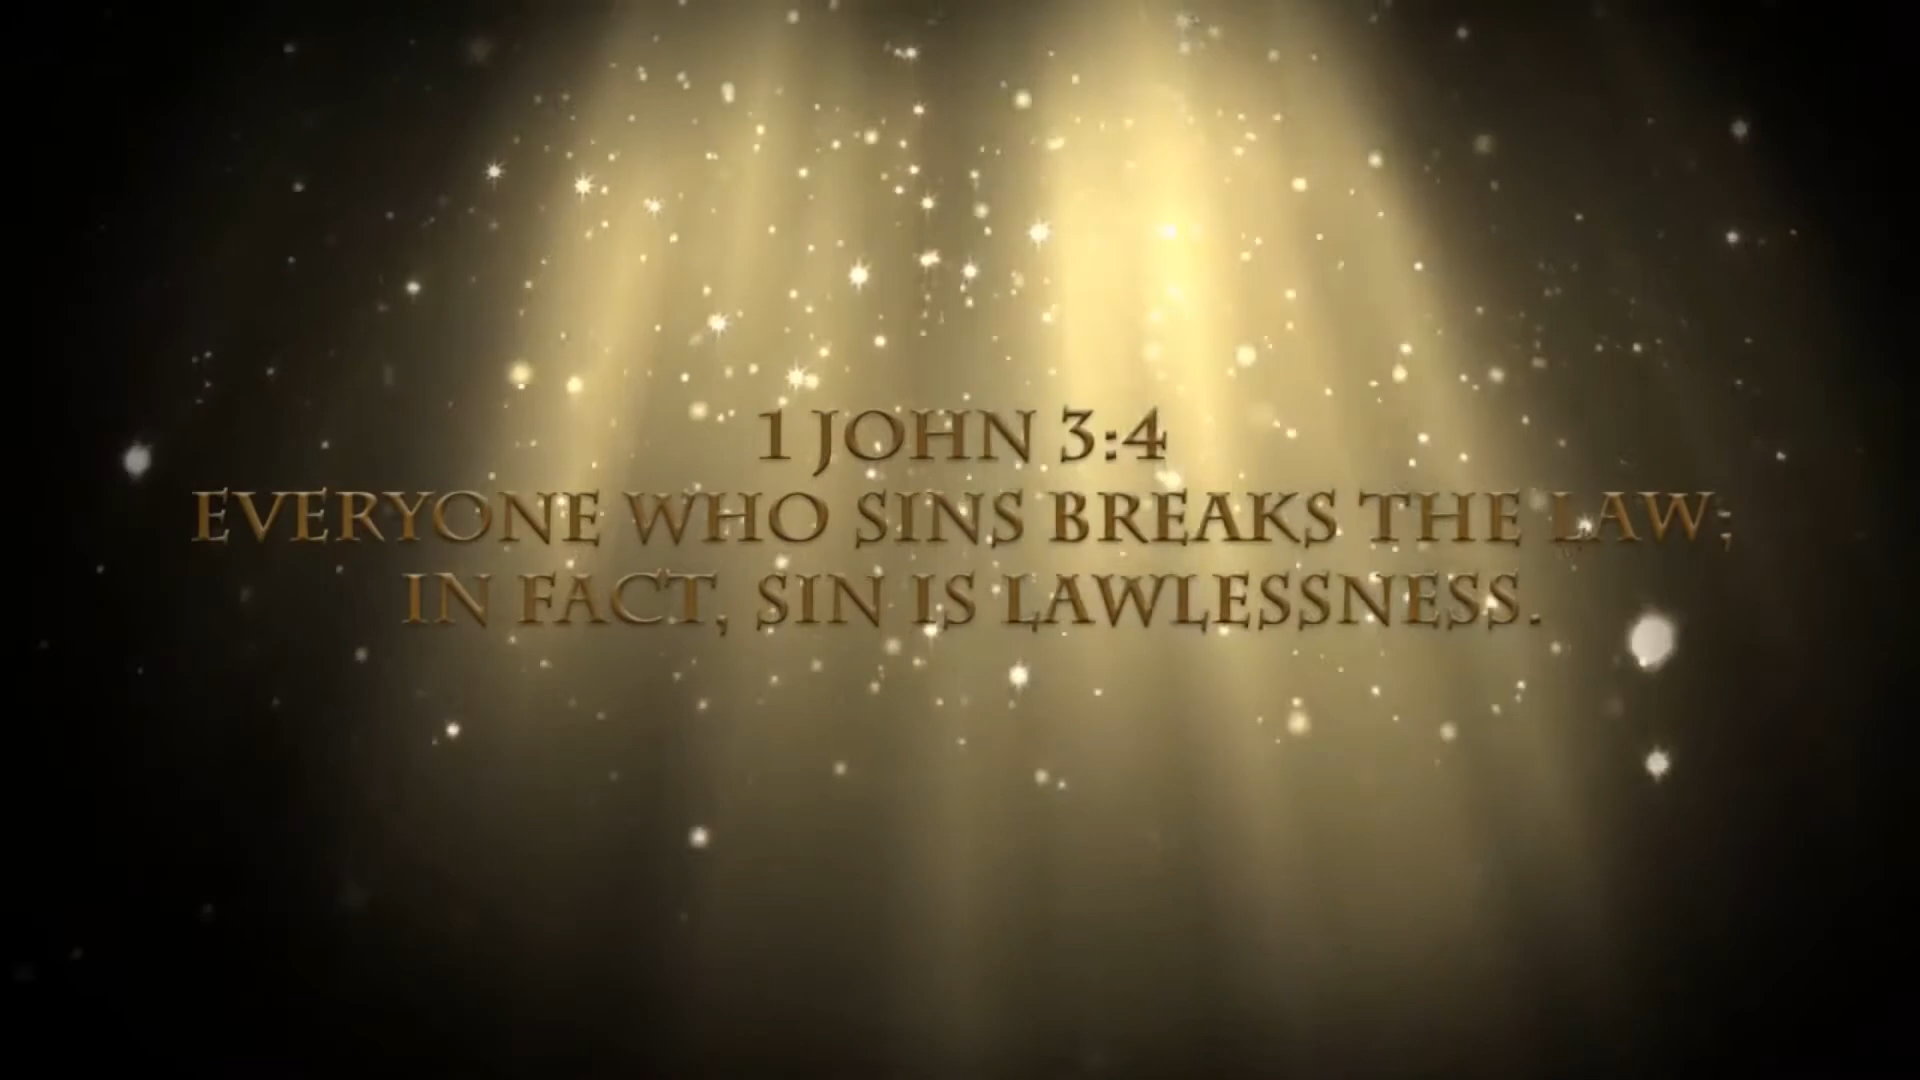 1 JOHN 3:4
EVERYONE WHO SINS BREAKS THE LAW;
IN FACT, SIN IS LAWLESSNESS.